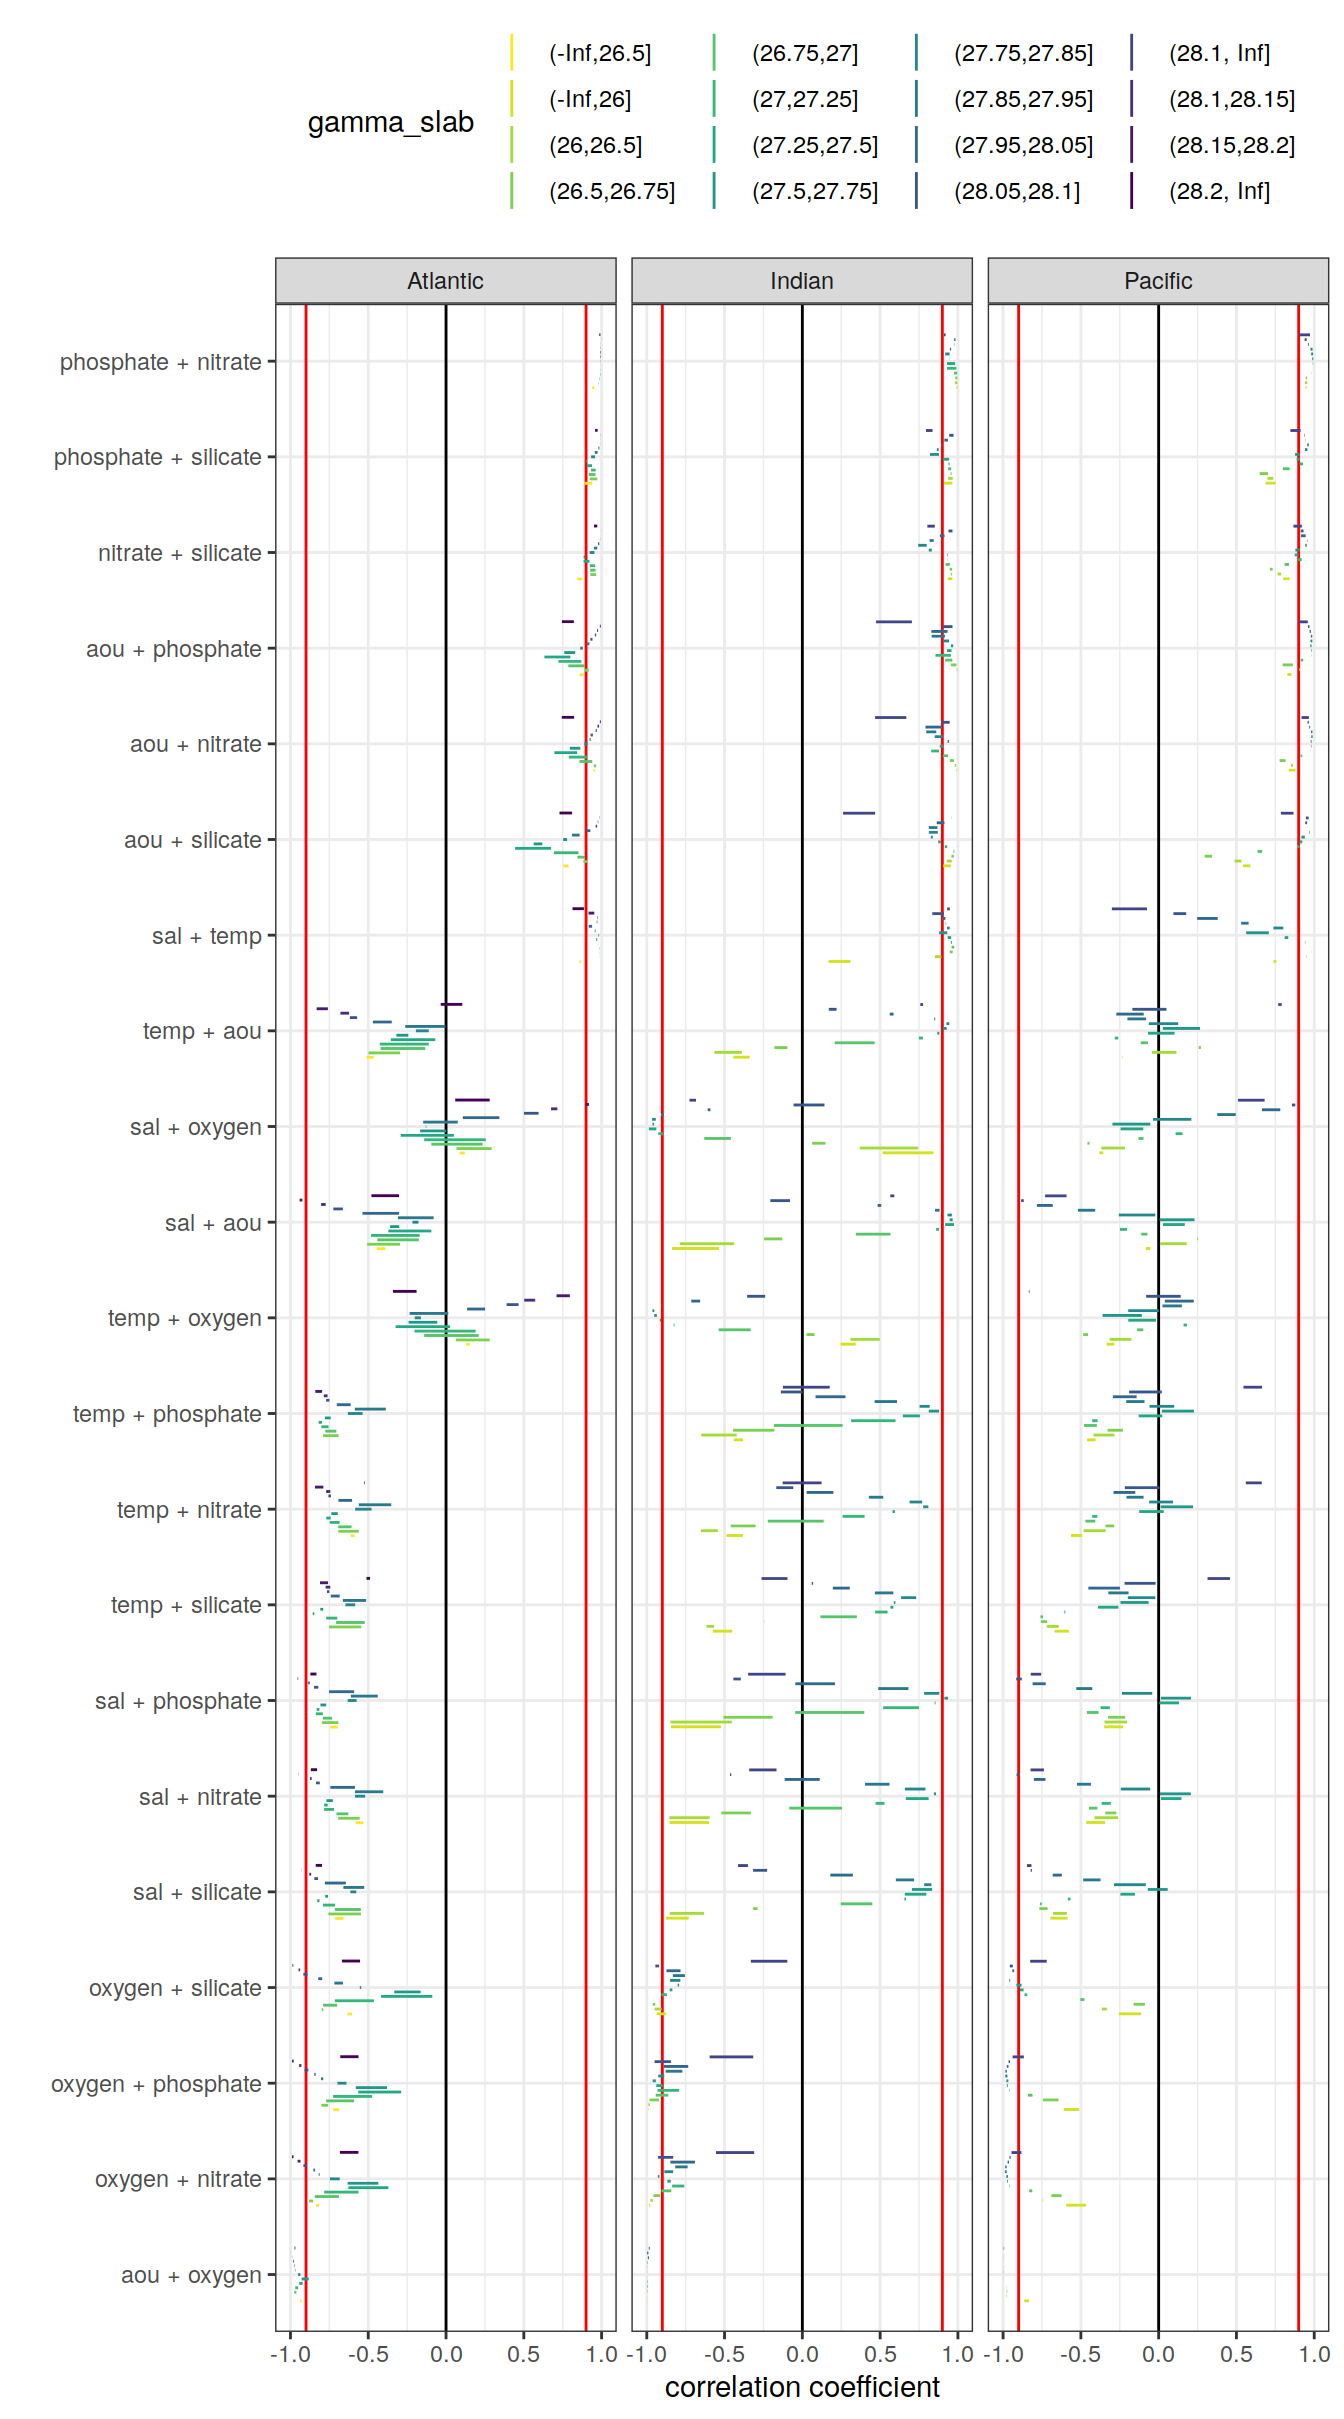 gamma_slab
(-Inf,26.5] (26.75,27] (27.75,27.85] (28.1, Inf]
(-Inf,26] (27,27.25] (27.85,27.95] (28.1,28.15]
(26,26.5] (27.25,27.5] (27.95,28.05] (28.15,28.2]
(26.5,26.75] (27.5,27.75] (28.05,28.1] (28.2, Inf]
Atlantic Indian Pacific
phosphate + nitrate
phosphate + silicate
nitrate + silicate
aou + phosphate
aou + nitrate
aou + silicate
sal + temp
temp + aou
sal + oxygen
sal + aou
temp + oxygen
temp + phosphate
temp + nitrate
temp + silicate
sal + phosphate
sal + nitrate
sal + silicate
oxygen + silicate
oxygen + phosphate
oxygen + nitrate
aou + oxygen
-1.0 -0.5 0.0 0.5 1.0 -1.0 -0.5 0.0 0.5 1.0 -1.0 -0.5 0.0 0.5 1.0
correlation coefficient